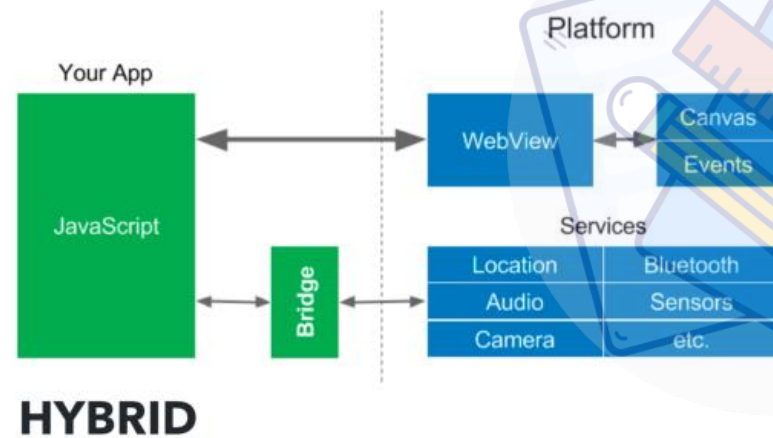 Platform
Your App
JavaScript
WebView
Canvas
Events
Bridge
Services
Location
Bluetooth
Audio
Sensors
Camera
etc.
HYBRID